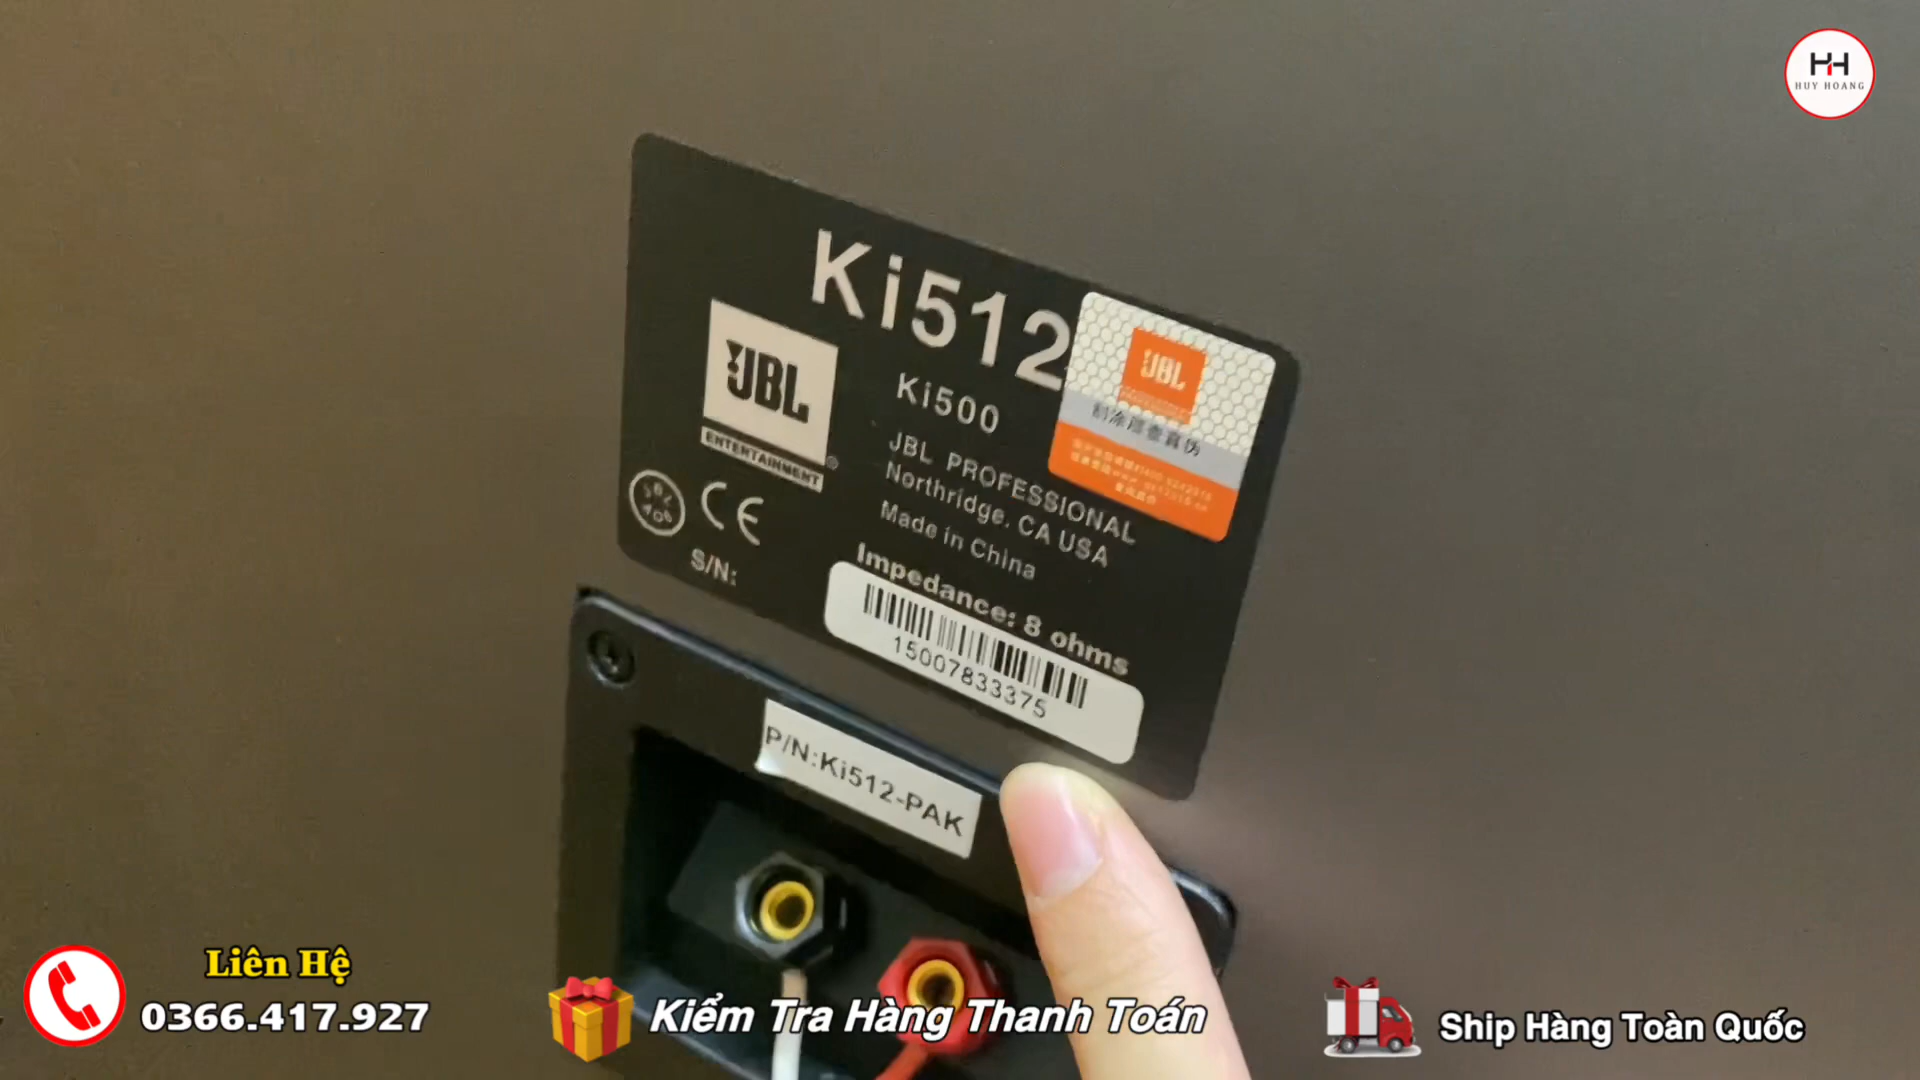 HH
HUY HOANG
Ki512
JBL
ENTERTAINMENT
Ki500
JBL PROFESSIONAL
Northridge, CA USA
Made in China
Impedance: 8 ohms
CE
S/N:
15007833375
JBL
P/N:Ki512-PAK
Liên Hệ
0366.417.927
Kiểm Tra Hàng Thanh Toán
Ship Hàng Toàn Quốc